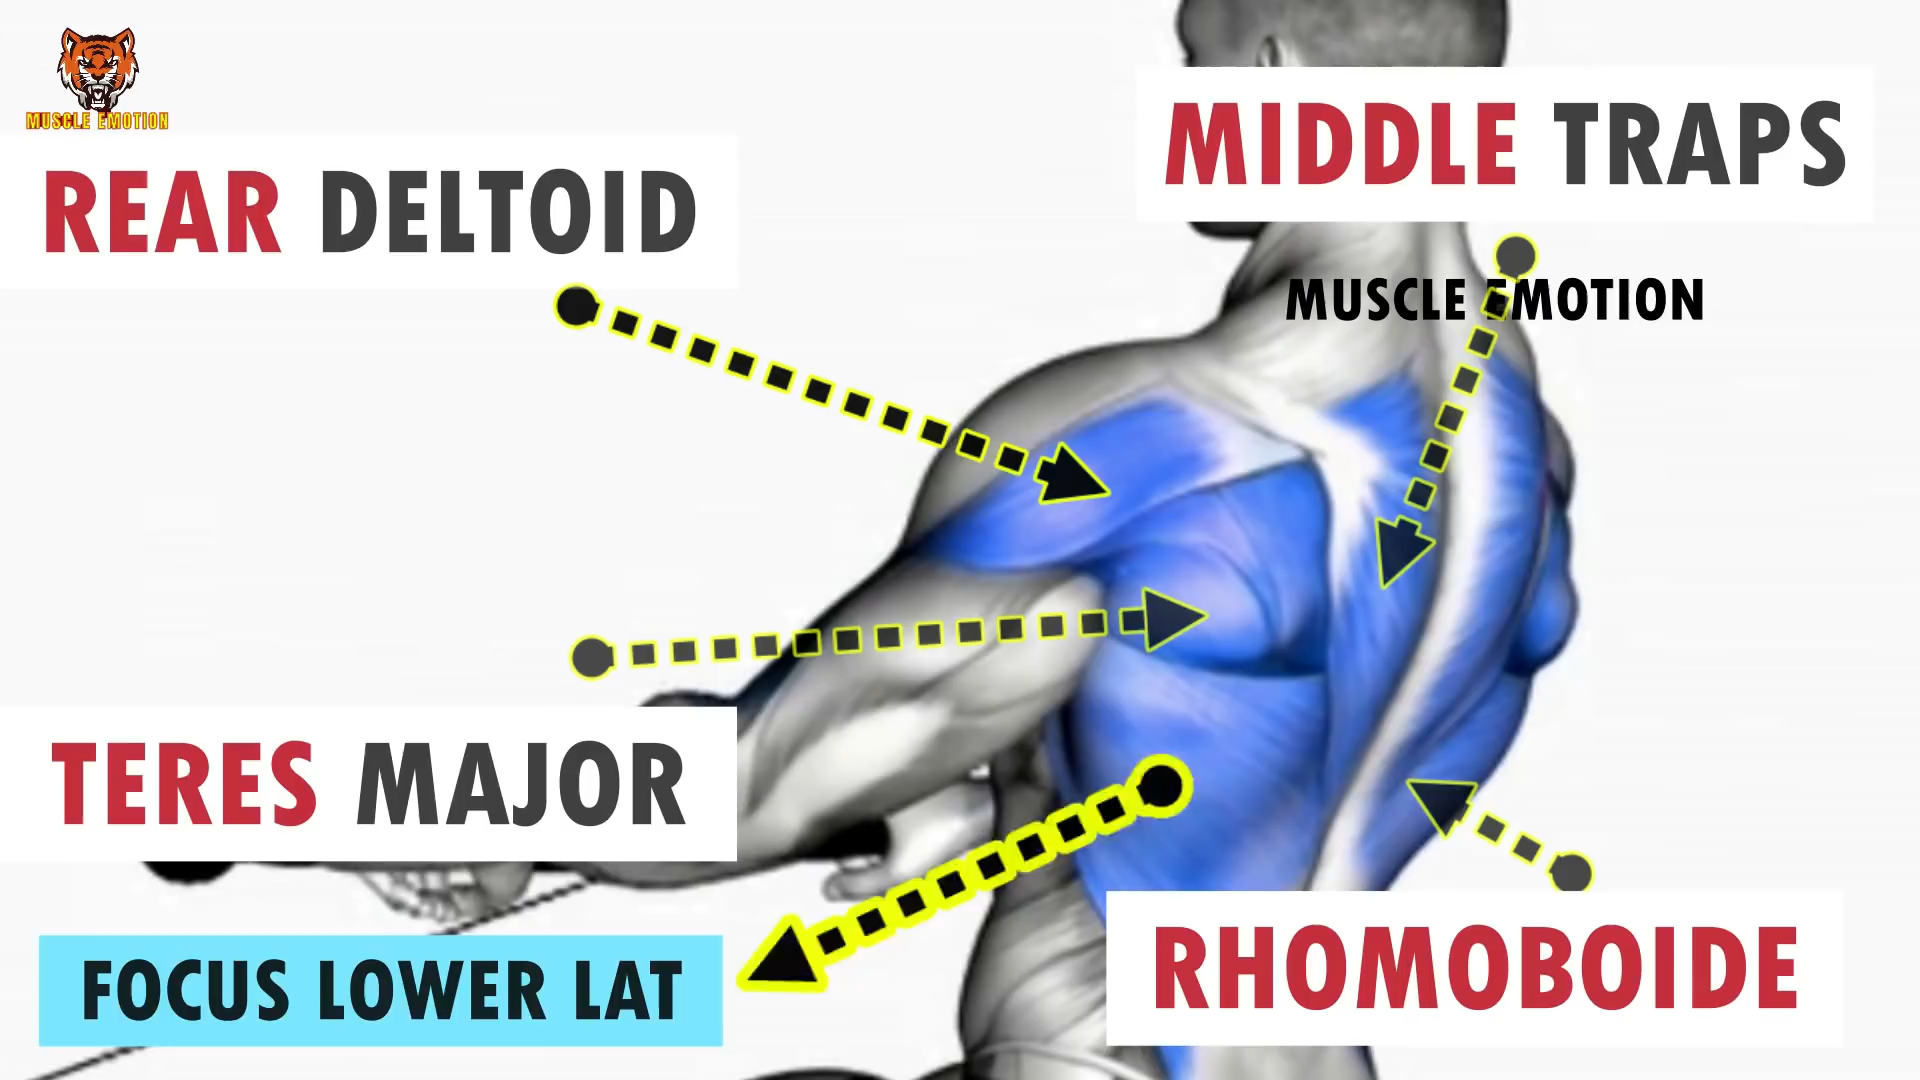 MUSCLE EMOTION
MIDDLE TRAPS
REAR DELTOID
MUSCLE EMOTION
TERES MAJOR
RHOMOBOIDE
FOCUS LOWER LAT